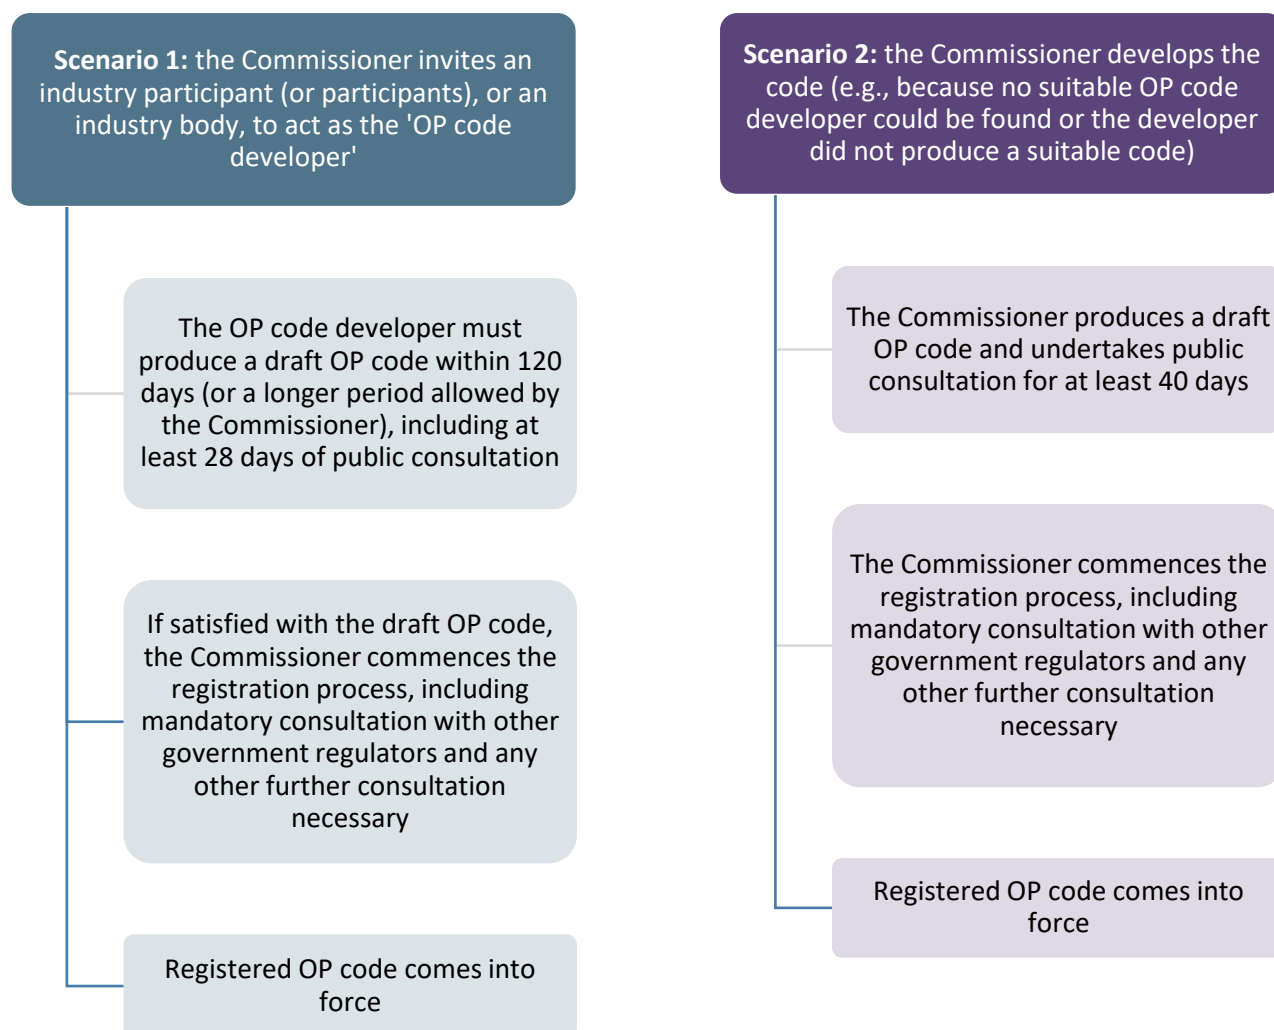 Scenario 1: the Commissioner invites an
industry participant (or participants), or an
industry body, to act as the 'OP code
developer'
The OP code developer must
produce a draft OP code within 120
days (or a longer period allowed by
the Commissioner), including at
least 28 days of public consultation
If satisfied with the draft OP code,
the Commissioner commences the
registration process, including
mandatory consultation with other
government regulators and any
other further consultation
necessary
Registered OP code comes into
force
Scenario 2: the Commissioner develops the
code (e.g., because no suitable OP code
developer could be found or the developer
did not produce a suitable code)
The Commissioner produces a draft
OP code and undertakes public
consultation for at least 40 days
The Commissioner commences the
registration process, including
mandatory consultation with other
government regulators and any
other further consultation
necessary
Registered OP code comes into
force